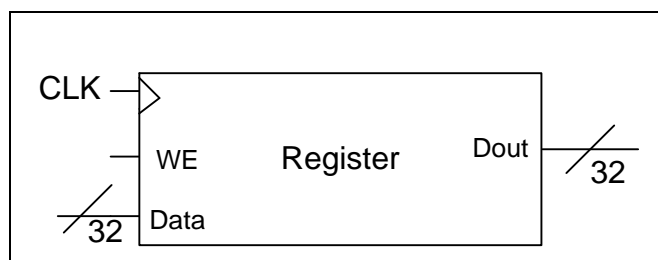 CLK
WE
Register
Dout
32
Data
32